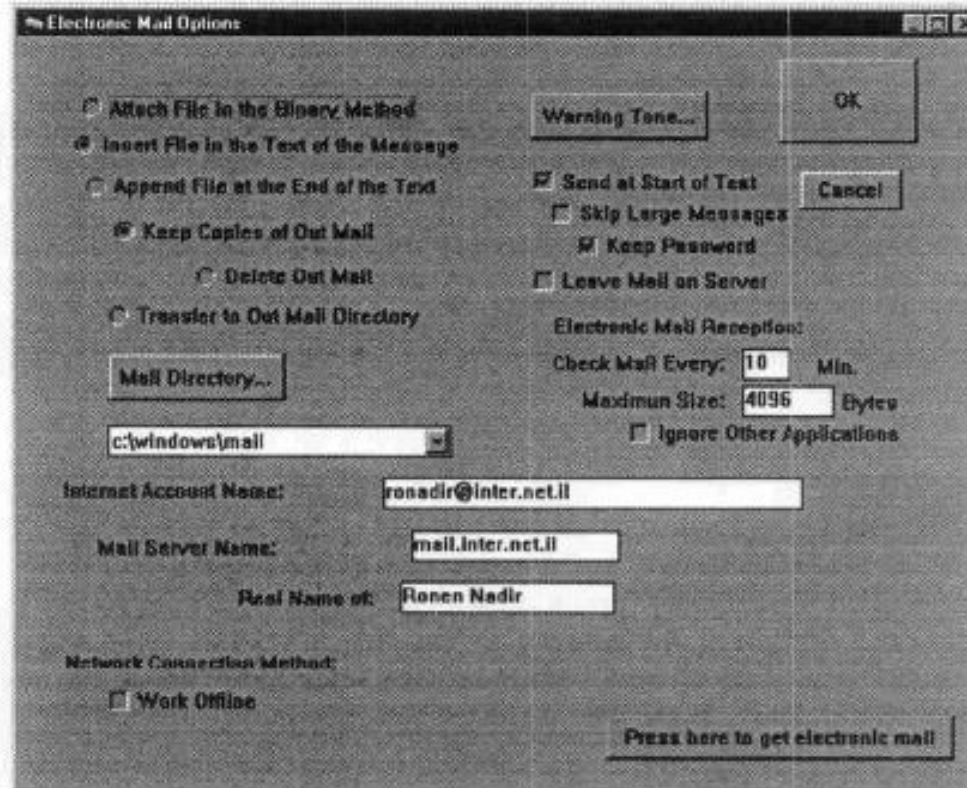 Electronic Mail Options
Attach File in the Binary Method
Insert File in the Text of the Message
Append File at the End of the Text
Keep Copies of Out Mail
Delete Out Mail
Transfer to Out Mail Directory
Mail Directory...
c:\windows\mail
Warning Tone...
OK
Send at Start of Test
Cancel
Skip Large Messages
Keep Password
Leave Mail on Server
Electronic Mail Reception:
Check Mail Every: 10 Min.
Maximun Size: 4096 Bytes
Ignore Other Applications
Internet Account Name: ronadir@inter.net.il
Mail Server Name: mail.inter.net.il
Real Name of: Ronen Nadir
Network Connection Method:
Work Offline
Press here to get electronic mail